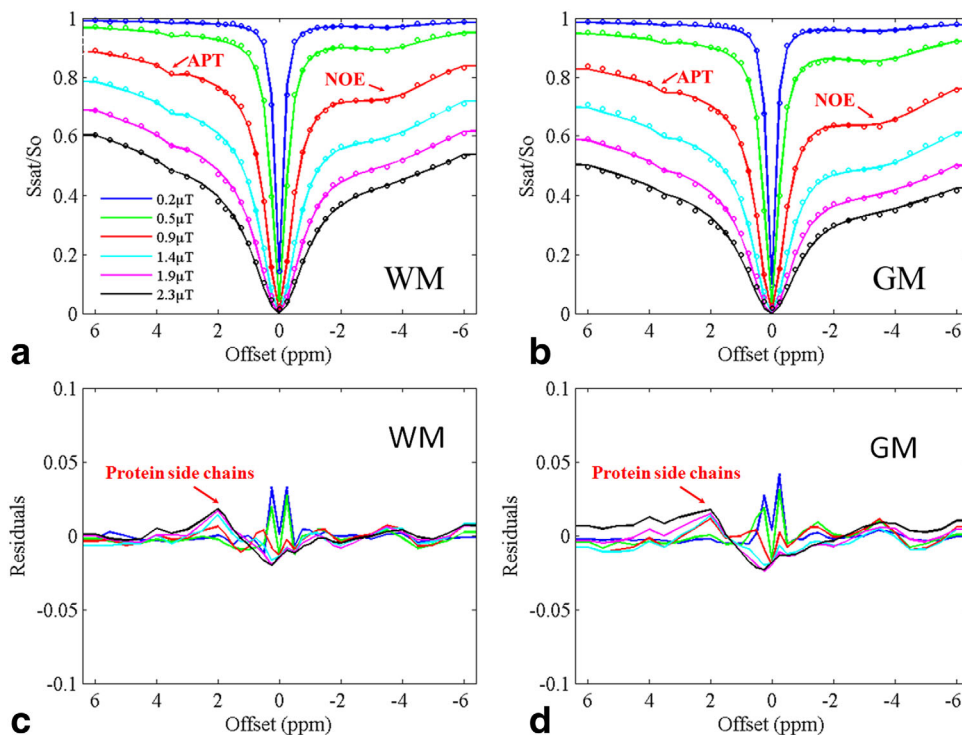 1
0.8
0.6
0.4
0.2
0
Ssat/So
APT
NOE
0.2µT
0.5µT
0.9µT
1.4µT
1.9µT
2.3µT
WM
6 4 2 0 -2 -4 -6
Offset (ppm)
a
1
0.8
0.6
0.4
0.2
0
Ssat/So
APT
NOE
GM
6 4 2 0 -2 -4 -6
Offset (ppm)
b
0.1
0.05
0
-0.05
-0.1
Residuals
WM
Protein side chains
6 4 2 0 -2 -4 -6
Offset (ppm)
c
0.1
0.05
0
-0.05
-0.1
Residuals
GM
Protein side chains
6 4 2 0 -2 -4 -6
Offset (ppm)
d